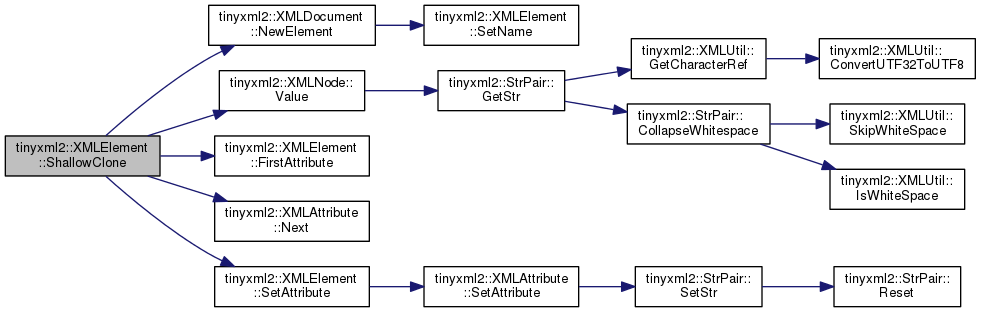 tinyxml2::XMLElement
::ShallowClone
tinyxml2::XMLDocument
::NewElement
tinyxml2::XMLElement
::SetName
tinyxml2::XMLNode::
Value
tinyxml2::StrPair::
GetStr
tinyxml2::XMLUtil::
GetCharacterRef
tinyxml2::XMLUtil::
ConvertUTF32ToUTF8
tinyxml2::StrPair::
CollapseWhitespace
tinyxml2::XMLUtil::
SkipWhiteSpace
tinyxml2::XMLUtil::
IsWhiteSpace
tinyxml2::XMLElement
::FirstAttribute
tinyxml2::XMLAttribute
::Next
tinyxml2::XMLElement
::SetAttribute
tinyxml2::XMLAttribute
::SetAttribute
tinyxml2::StrPair::
SetStr
tinyxml2::StrPair::
Reset